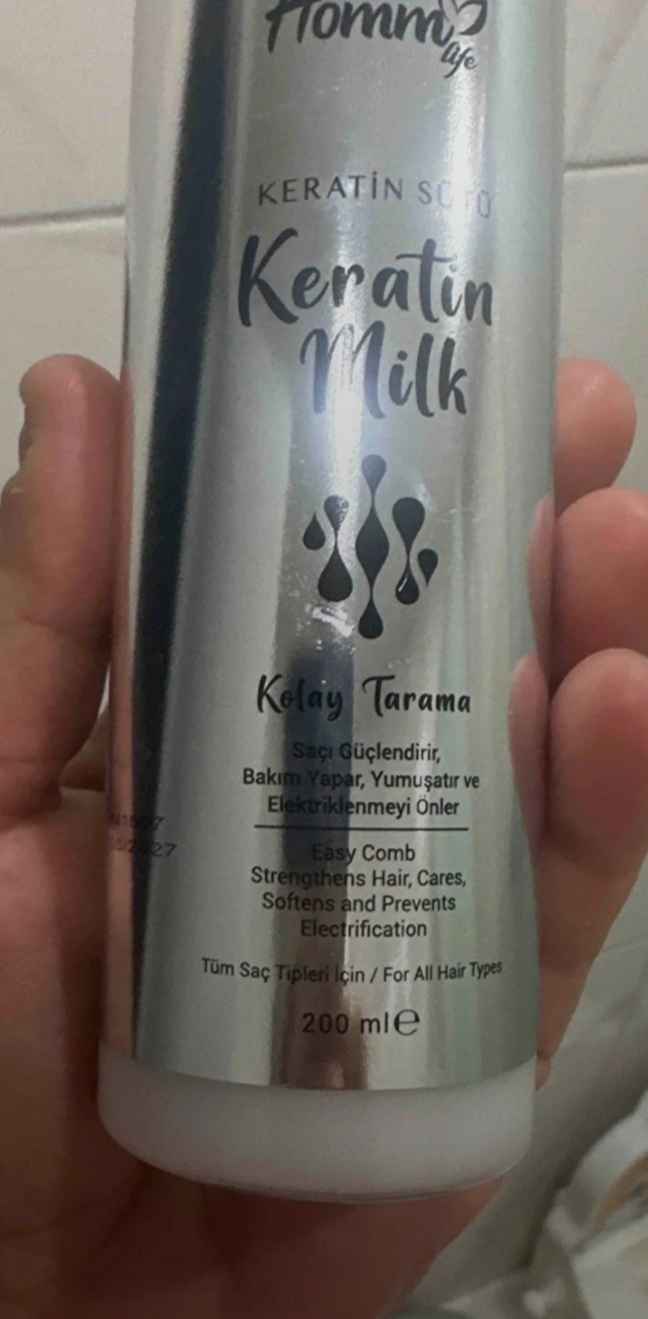 Homm
life
KERATİN
Keratin
Milk
Kolay Tarama
Saçı Güçlendirir,
Bakım Yapar, Yumuşatır ve
Elektriklenmeyi Önler
Easy Comb
Strengthens Hair, Cares,
Softens and Prevents
Electrification
Tüm Saç Tipleri İçin / For All Hair Types
200 ml℮